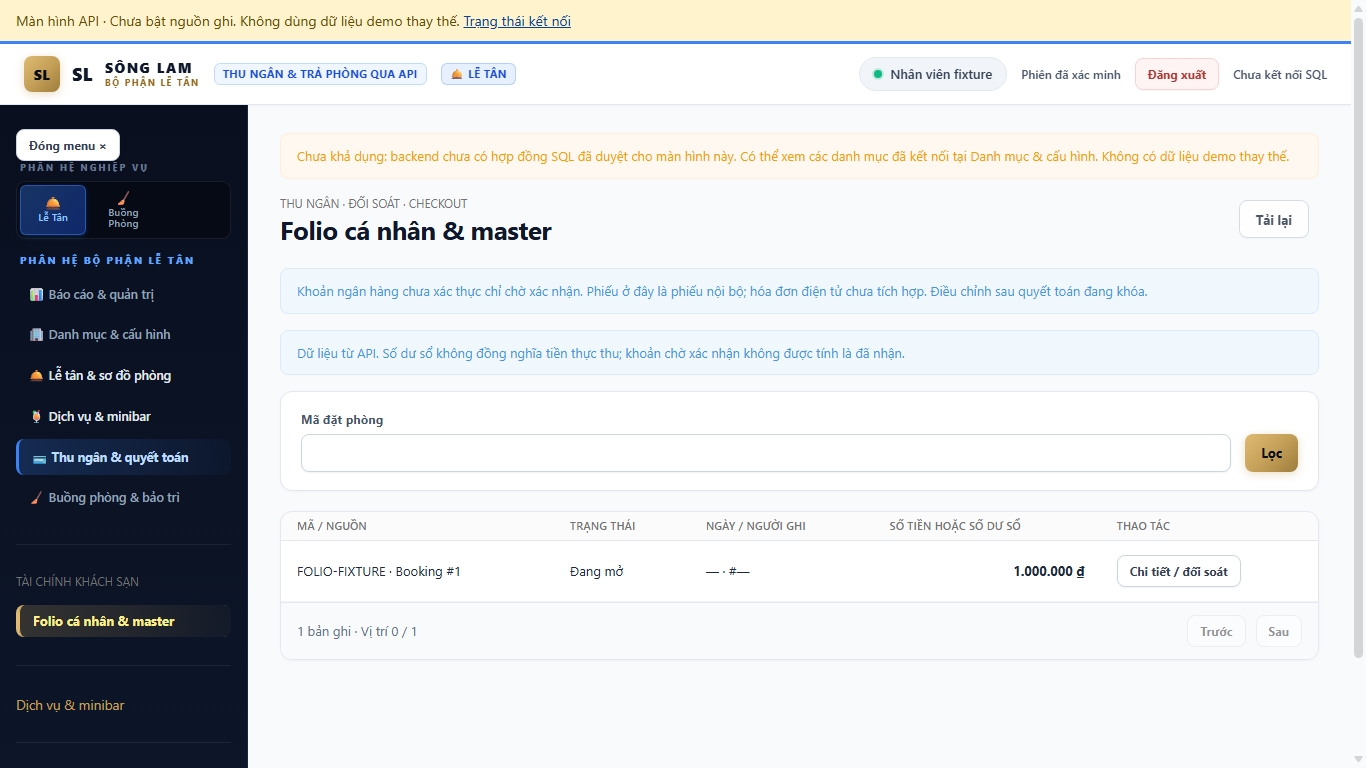 Màn hình API · Chưa bật nguồn ghi. Không dùng dữ liệu demo thay thế. Trạng thái kết nối
SL
SL
SÔNG LAM
BỘ PHẬN LỄ TÂN
THU NGÂN & TRẢ PHÒNG QUA API
LỄ TÂN
Nhân viên fixture
Phiên đã xác minh
Đăng xuất
Chưa kết nối SQL
Đóng menu ×
PHÂN HỆ NGHIỆP VỤ
Lễ Tân
Buồng
Phòng
PHÂN HỆ BỘ PHẬN LỄ TÂN
Báo cáo & quản trị
Danh mục & cấu hình
Lễ tân & sơ đồ phòng
Dịch vụ & minibar
Thu ngân & quyết toán
Buồng phòng & bảo trì
TÀI CHÍNH KHÁCH SẠN
Folio cá nhân & master
Dịch vụ & minibar
Chưa khả dụng: backend chưa có hợp đồng SQL đã duyệt cho màn hình này. Có thể xem các danh mục đã kết nối tại Danh mục & cấu hình. Không có dữ liệu demo thay thế.
THU NGÂN · ĐỐI SOÁT · CHECKOUT
Folio cá nhân & master
Tải lại
Khoản ngân hàng chưa xác thực chỉ chờ xác nhận. Phiếu ở đây là phiếu nội bộ; hóa đơn điện tử chưa tích hợp. Điều chỉnh sau quyết toán đang khóa.
Dữ liệu từ API. Số dư sổ không đồng nghĩa tiền thực thu; khoản chờ xác nhận không được tính là đã nhận.
Mã đặt phòng
Lọc
MÃ / NGUỒN
TRẠNG THÁI
NGÀY / NGƯỜI GHI
SỐ TIỀN HOẶC SỐ DƯ SỔ
THAO TÁC
FOLIO-FIXTURE · Booking #1
Đang mở
— · #—
1.000.000 ₫
Chi tiết / đối soát
1 bản ghi · Vị trí 0 / 1
Trước
Sau